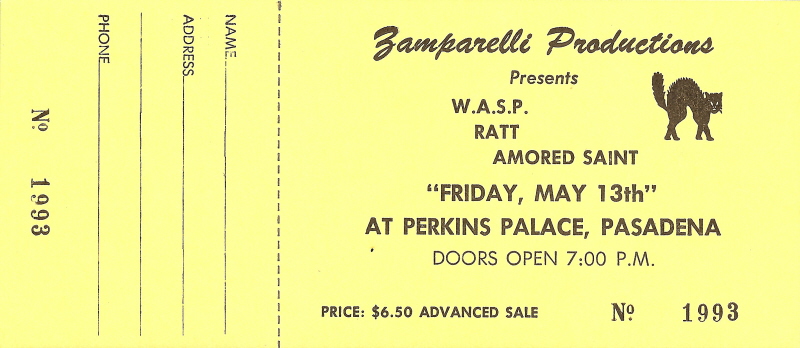 NAME
ADDRESS
PHONE
Nº 1993
Zamparelli Productions
Presents
W.A.S.P.
RATT
AMORED SAINT
"FRIDAY, MAY 13th"
AT PERKINS PALACE, PASADENA
DOORS OPEN 7:00 P.M.
PRICE: $6.50 ADVANCED SALE Nº 1993